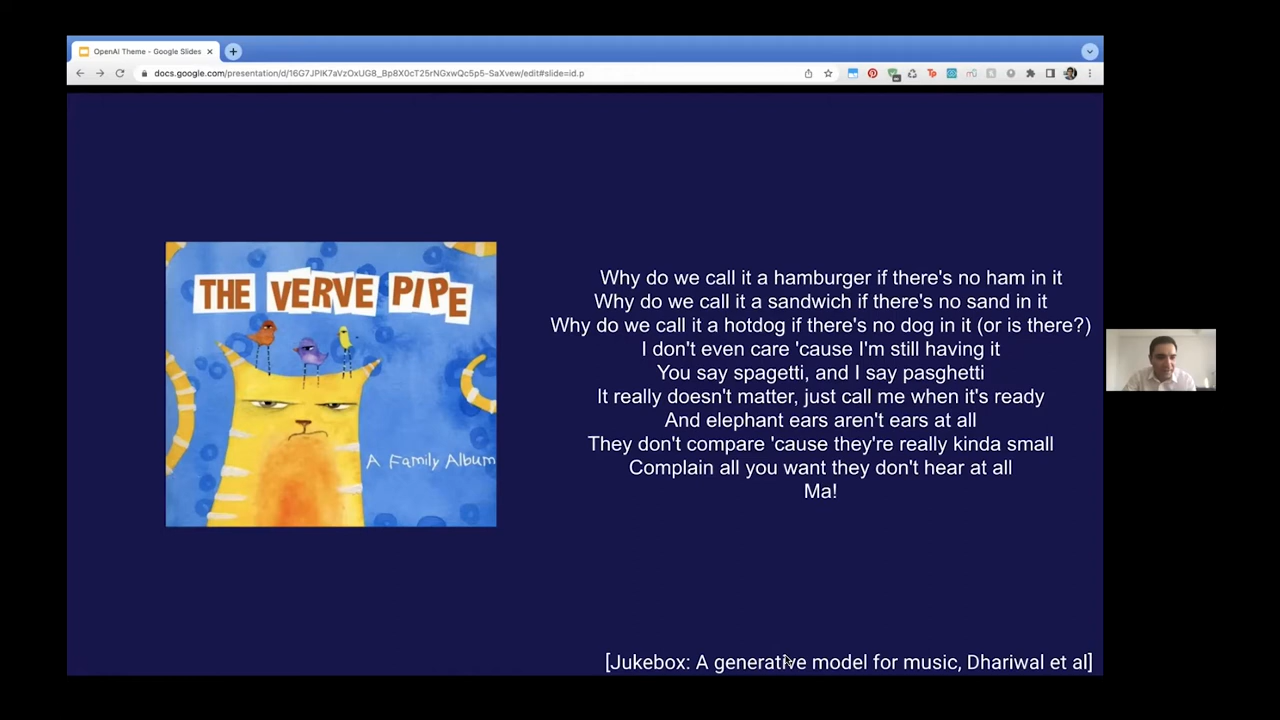 OpenAI Theme - Google Slides
docs.google.com/presentation/d/16G7JPIK7aVzOxUG8_Bp8X0cT25rNGxwQc5p5-SaXvew/edit#slide=id.p
THE VERVE PIPE
A Family Album
Why do we call it a hamburger if there's no ham in it
Why do we call it a sandwich if there's no sand in it
Why do we call it a hotdog if there's no dog in it (or is there?)
I don't even care 'cause I'm still having it
You say spagetti, and I say pasghetti
It really doesn't matter, just call me when it's ready
And elephant ears aren't ears at all
They don't compare 'cause they're really kinda small
Complain all you want they don't hear at all
Ma!
[Jukebox: A generative model for music, Dhariwal et al]